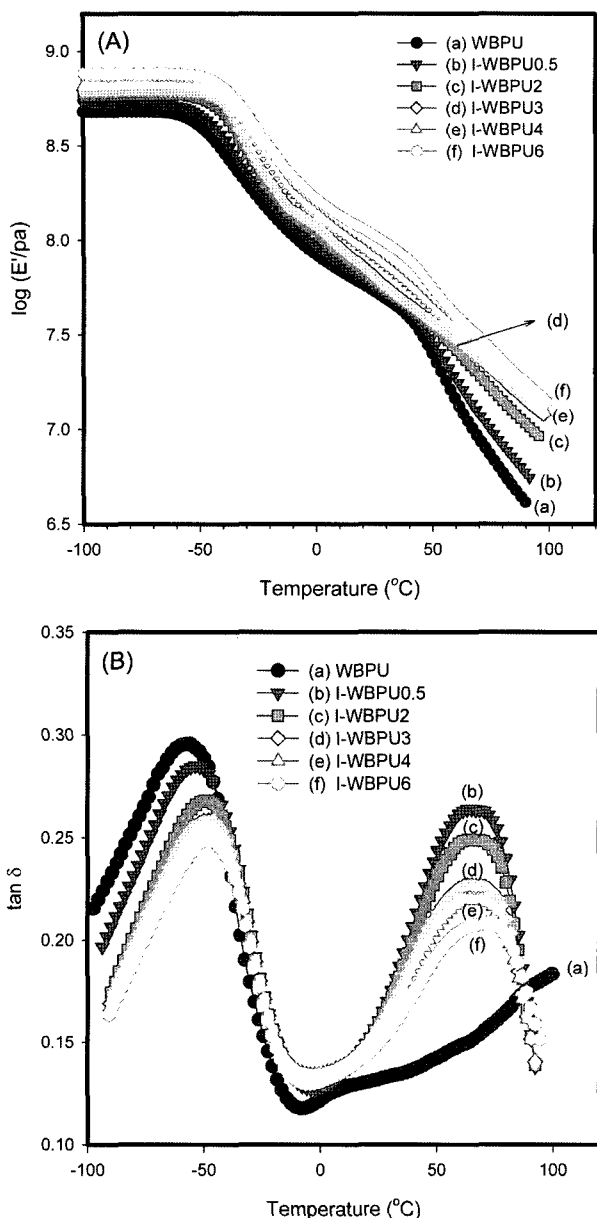 (A)
(a) WBPU
(b) I-WBPU0.5
(c) I-WBPU2
(d) I-WBPU3
(e) I-WBPU4
(f) I-WBPU6
log (E'/pa)
9.0
8.5
8.0
7.5
7.0
6.5
(d)
(f)
(e)
(c)
(b)
(a)
-100
-50
0
50
100
Temperature (°C)
(B)
(a) WBPU
(b) I-WBPU0.5
(c) I-WBPU2
(d) I-WBPU3
(e) I-WBPU4
(f) I-WBPU6
tan δ
0.35
0.30
0.25
0.20
0.15
0.10
(b)
(c)
(d)
(e)
(f)
(a)
-100
-50
0
50
100
Temperature (°C)